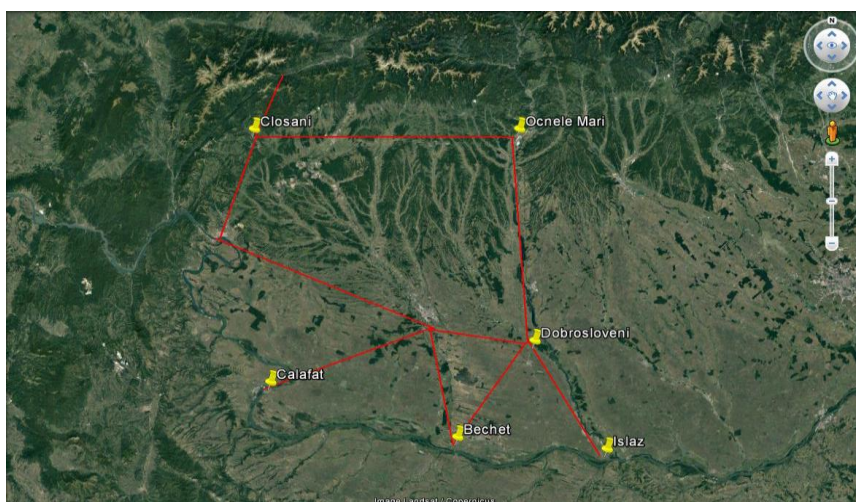 N
Closani
Ocnele Mari
Dobrosloveni
Calafat
Bechet
Islaz
Image Landsat / Copernicus